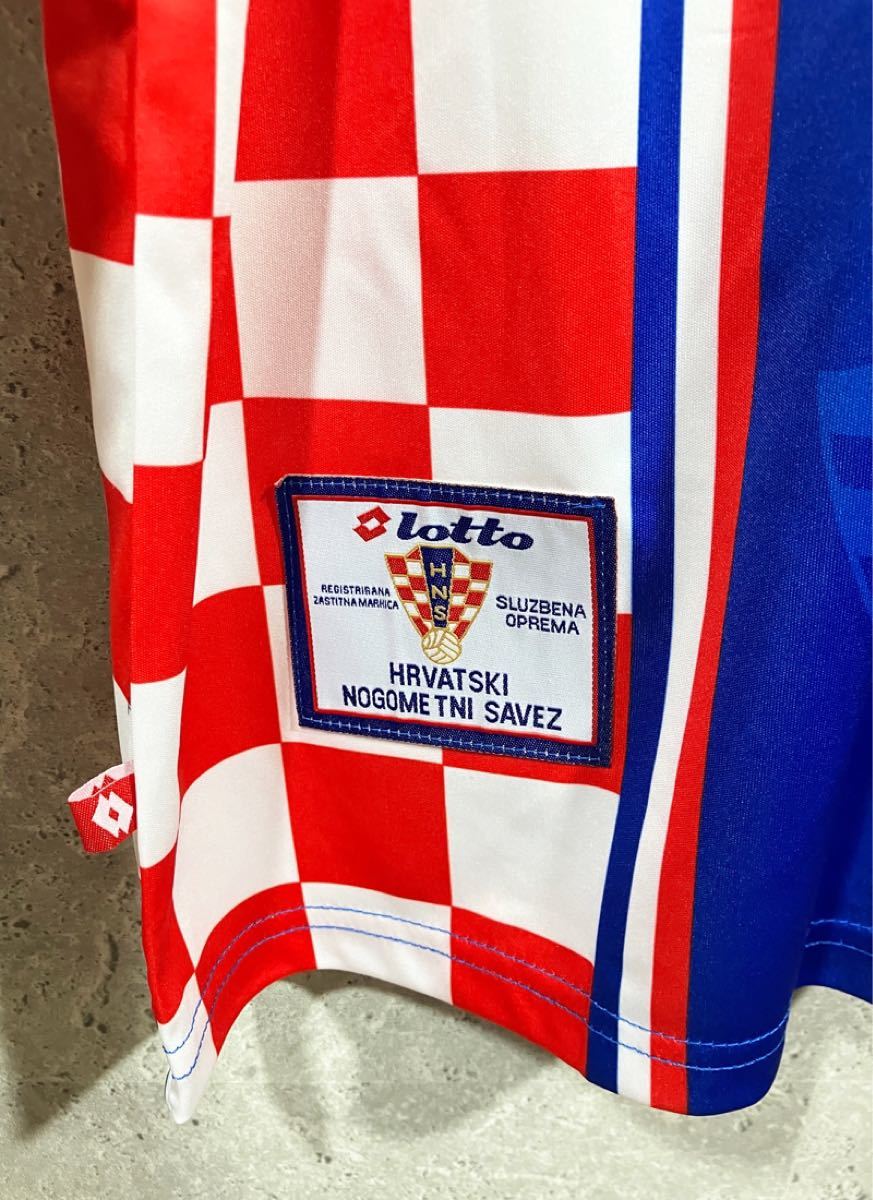 lotto
HNS
REGISTRIRANA
ZASTITNA MARKICA
SLUZBENA
OPREMA
HRVATSKI
NOGOMETNI SAVEZ